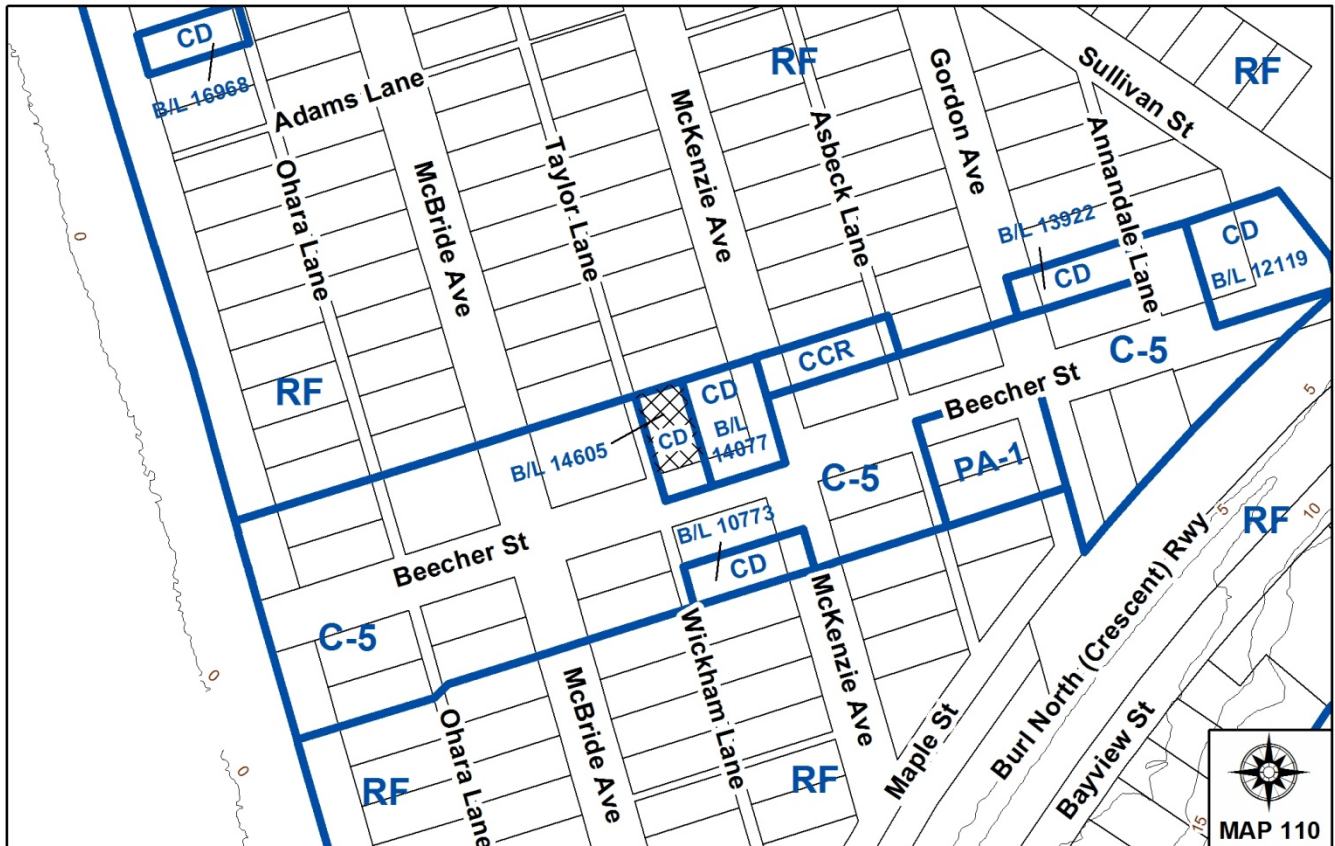 CD
B/L 16968
Adams Lane
Ohara Lane
McBride Ave
Taylor Lane
McKenzie Ave
RF
Asbeck Lane
Gordon Ave
Sullivan St
RF
Annandale Lane
B/L 13922
CD
CD
B/L 12119
0
RF
CCR
C-5
Beecher St
CD
B/L
14077
CD
B/L 14605
C-5
PA-1
5
5
10
RF
B/L 10773
CD
Beecher St
C-5
0
0
McBride Ave
Wickham Lane
McKenzie Ave
Ohara Lane
RF
RF
Maple St
Burl North (Crescent) Rwy
Bayview St
15
MAP 110